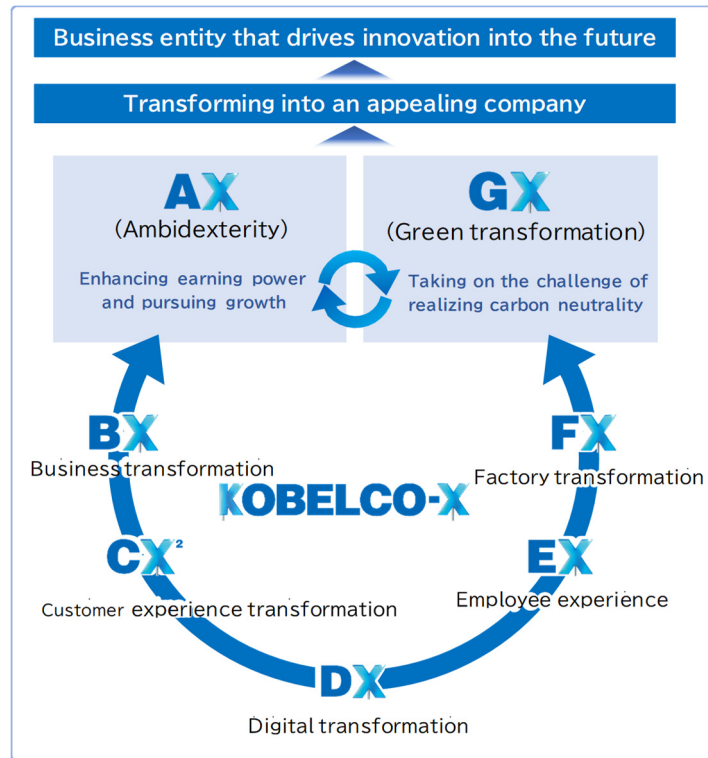 Business entity that drives innovation into the future
Transforming into an appealing company
AX
(Ambidexterity)
Enhancing earning power
and pursuing growth
GX
(Green transformation)
Taking on the challenge of
realizing carbon neutrality
BX
Business transformation
FX
Factory transformation
KOBELCO-X
CX²
Customer experience transformation
EX
Employee experience
DX
Digital transformation